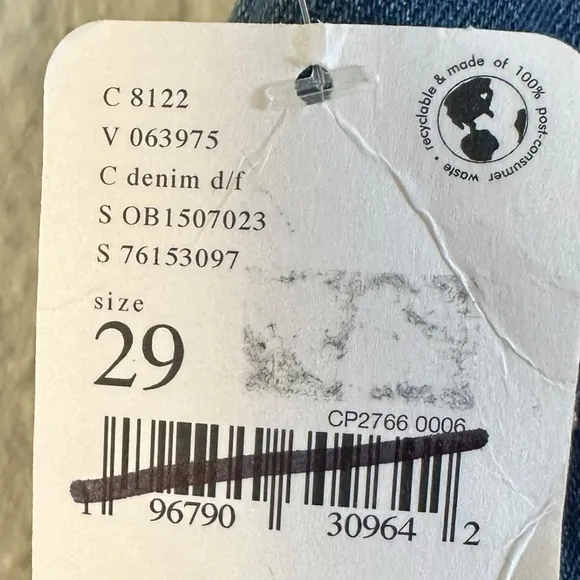 C 8122
V 063975
C denim d/f
S OB1507023
S 76153097
size
29
recyclable & made of 100% post-consumer waste •
CP2766 0006
1 96790 30964 2